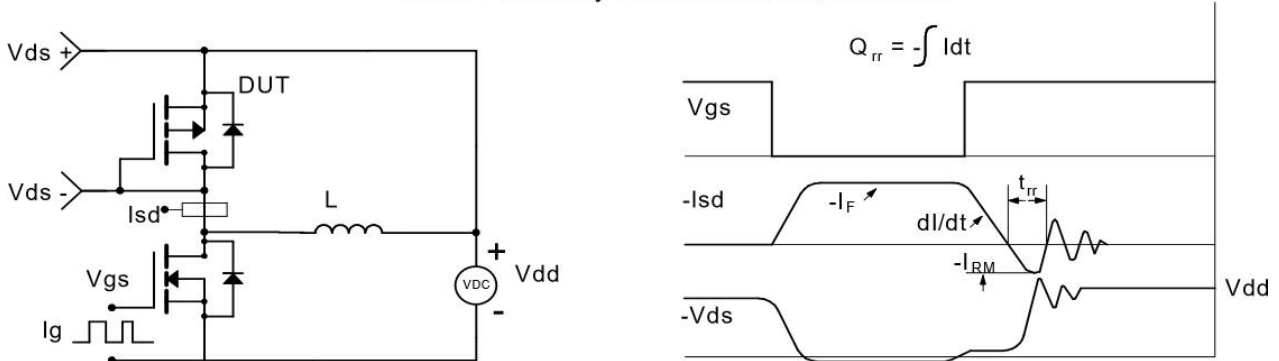 Vds +
DUT
Vds -
Isd
L
Vgs
Ig
+
VDC
-
Vdd
Q rr = -∫ Idt
Vgs
-Isd
-I F
dI/dt
t rr
-I RM
Vdd
-Vds